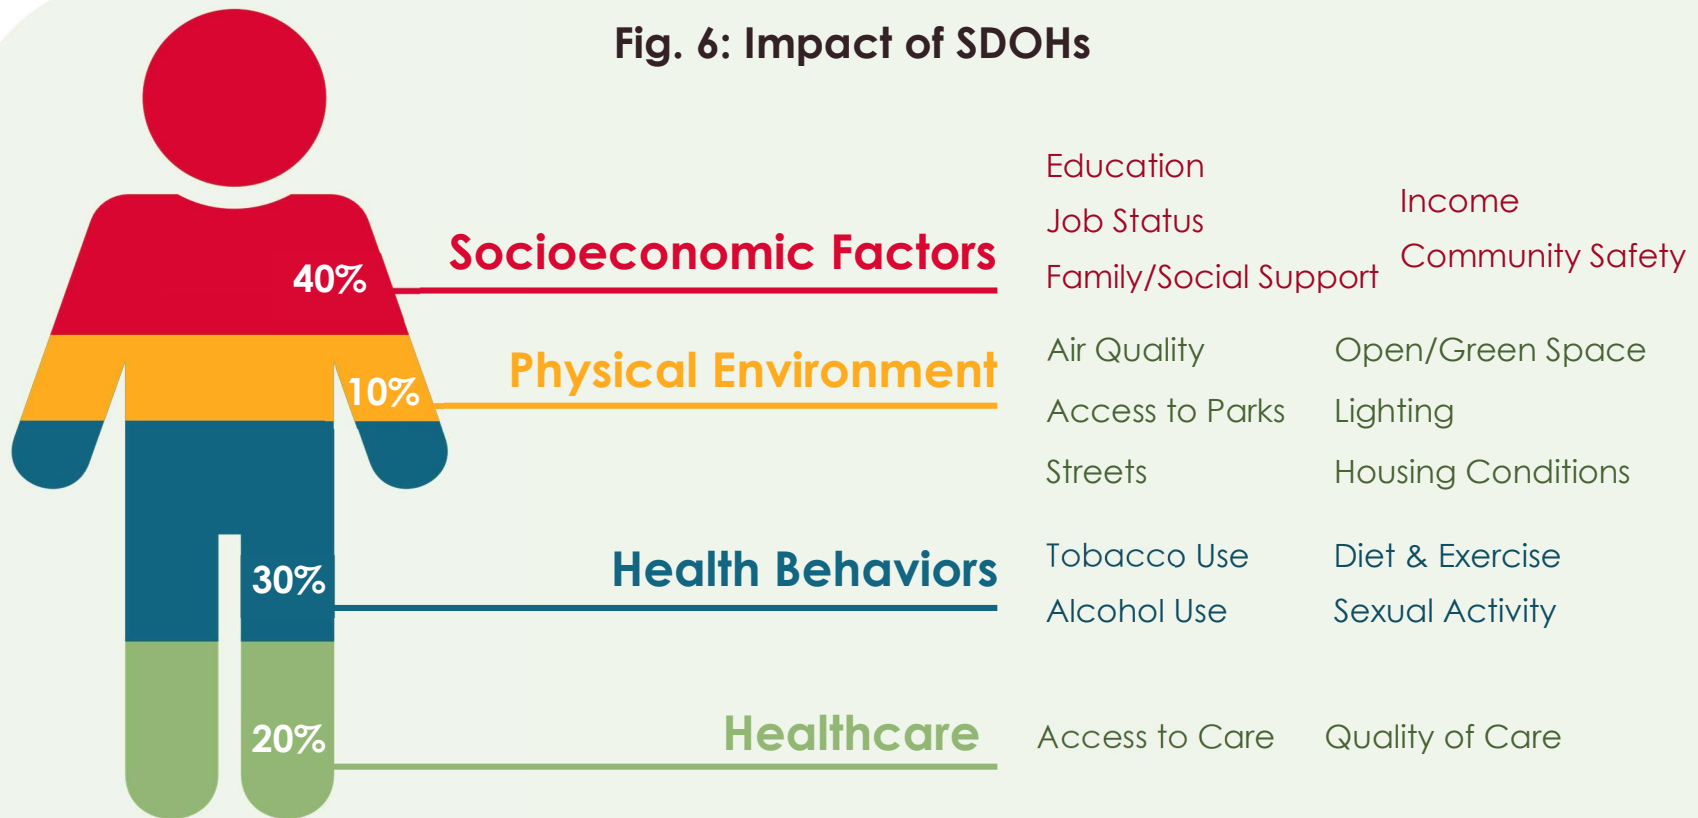 Fig. 6: Impact of SDOHs
40%
Socioeconomic Factors
Education
Job Status
Family/Social Support
Income
Community Safety
10%
Physical Environment
Air Quality
Open/Green Space
Access to Parks
Lighting
Streets
Housing Conditions
30%
Health Behaviors
Tobacco Use
Diet & Exercise
Alcohol Use
Sexual Activity
20%
Healthcare
Access to Care
Quality of Care